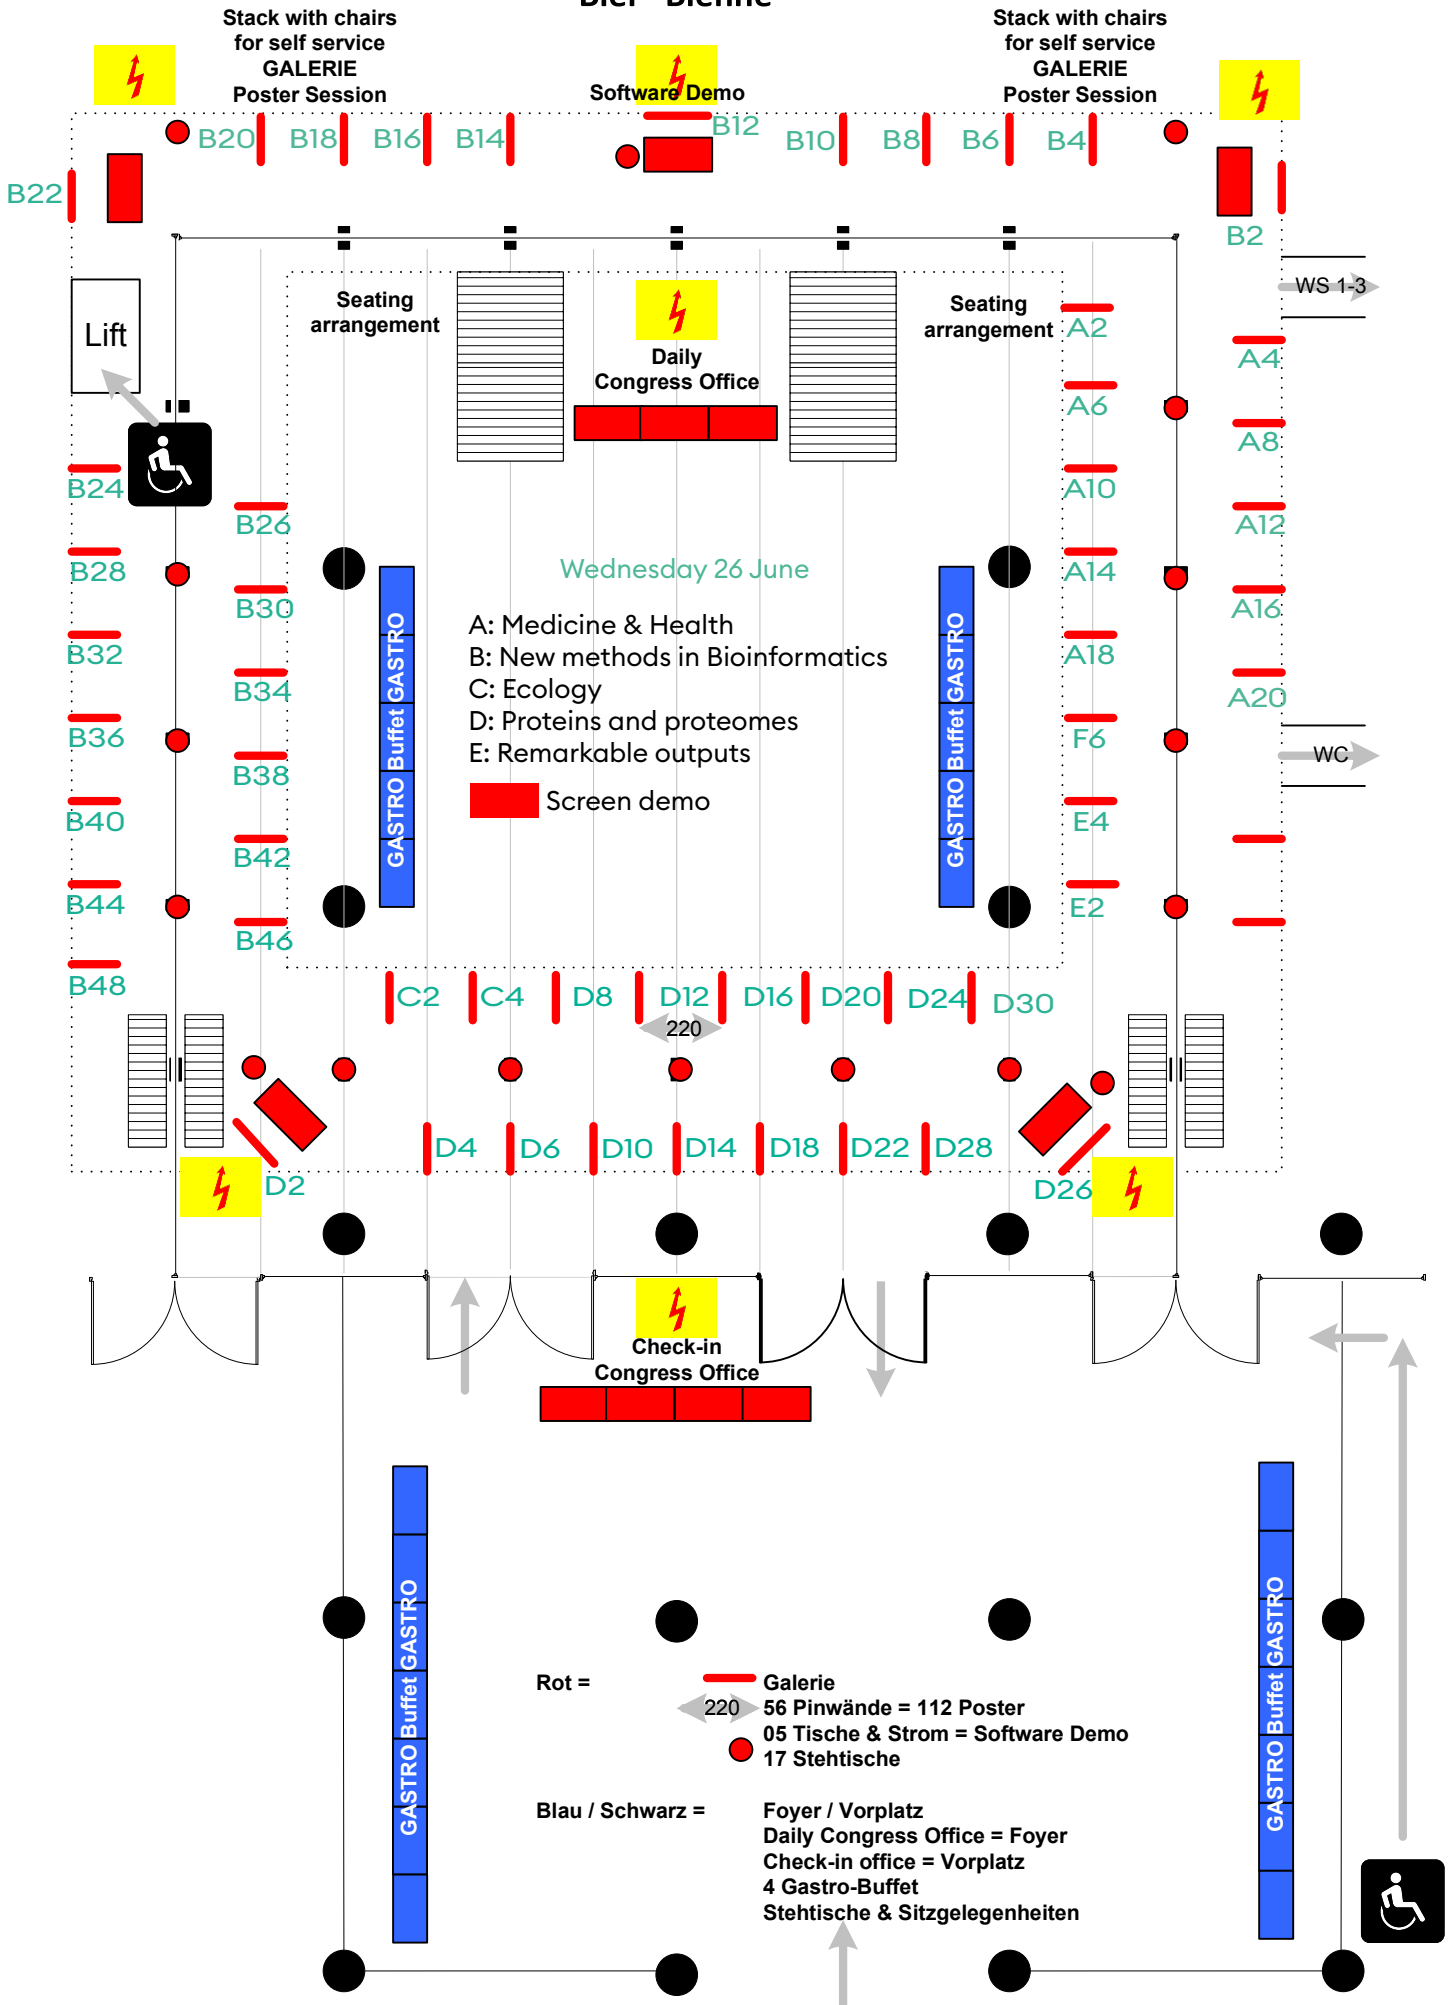 Biel - Bienne
Stack with chairs
for self service
GALERIE
Poster Session
Stack with chairs
for self service
GALERIE
Poster Session
Software Demo
B20
B18
B16
B14
B12
B10
B8
B6
B4
B22
B2
WS 1-3
Lift
Seating
arrangement
Daily
Congress Office
Seating
arrangement
A2
A4
A6
A8
A10
A12
A14
A16
A18
A20
F6
WC
E4
E2
B24
B26
B28
B30
B32
B34
B36
B38
B40
B42
B44
B46
B48
GASTRO Buffet GASTRO
GASTRO Buffet GASTRO
Wednesday 26 June
A: Medicine & Health
B: New methods in Bioinformatics
C: Ecology
D: Proteins and proteomes
E: Remarkable outputs
Screen demo
C2
C4
D8
D12
D16
D20
D24
D30
220
D4
D6
D10
D14
D18
D22
D28
D2
D26
Check-in
Congress Office
GASTRO Buffet GASTRO
GASTRO Buffet GASTRO
Rot =
Galerie
220
56 Pinwände = 112 Poster
05 Tische & Strom = Software Demo
17 Stehtische
Blau / Schwarz =
Foyer / Vorplatz
Daily Congress Office = Foyer
Check-in office = Vorplatz
4 Gastro-Buffet
Stehtische & Sitzgelegenheiten